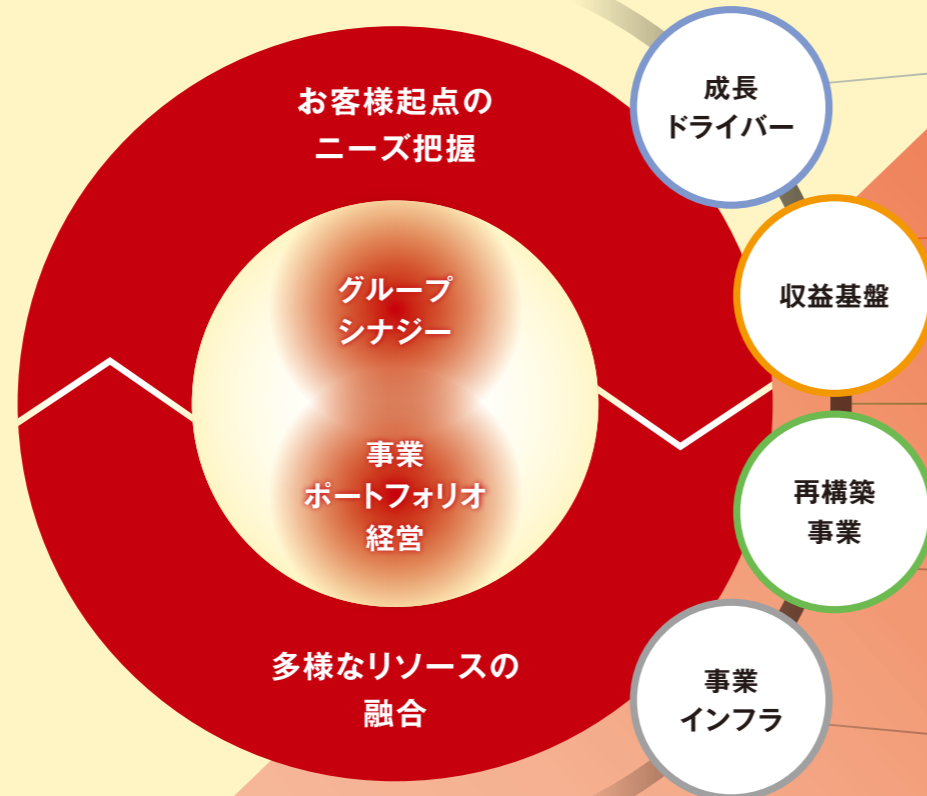 お客様起点の
ニーズ把握
グループ
シナジー
事業
ポートフォリオ
経営
多様なリソースの
融合
成長
ドライバー
収益基盤
再構築
事業
事業
インフラ